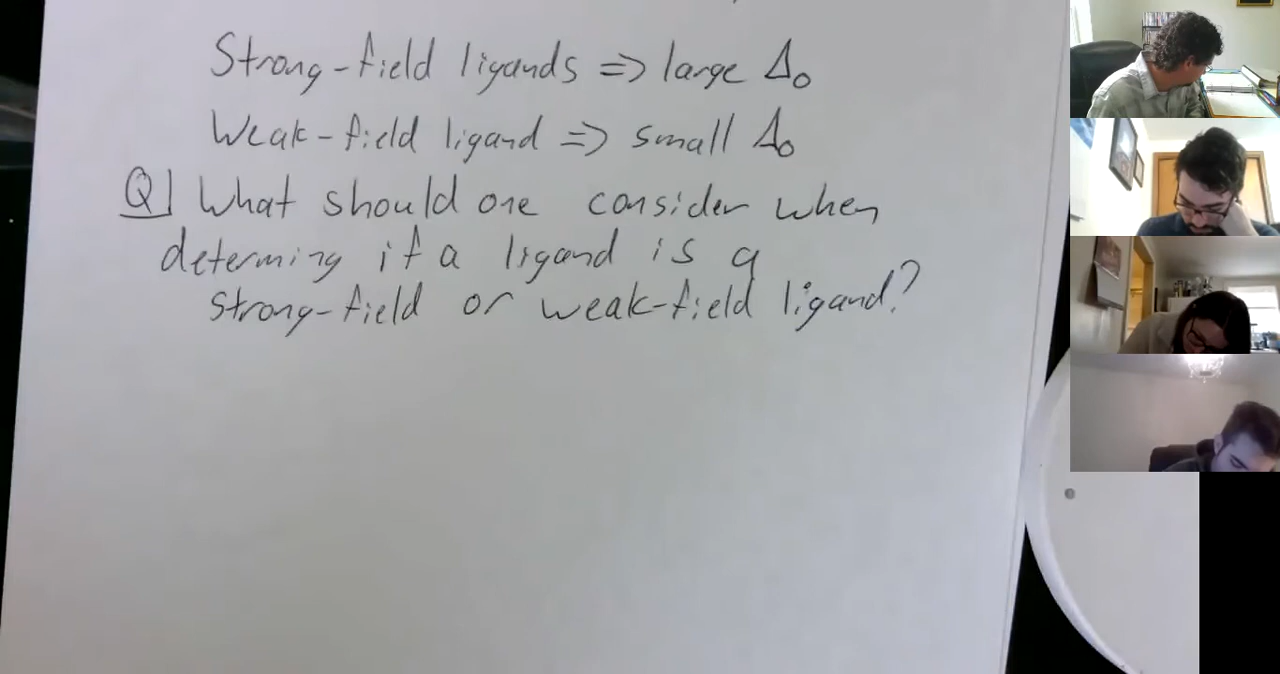 Strong-field ligands => large Δo
Weak-field ligand => small Δo
Q] What should one consider when
determing if a ligand is a
strong-field or weak-field ligand?